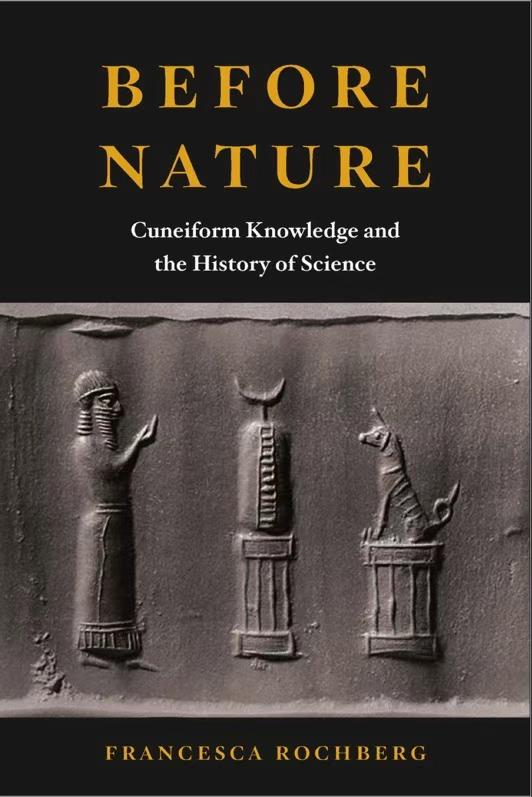 BEFORE
NATURE
Cuneiform Knowledge and
the History of Science
FRANCESCA ROCHBERG